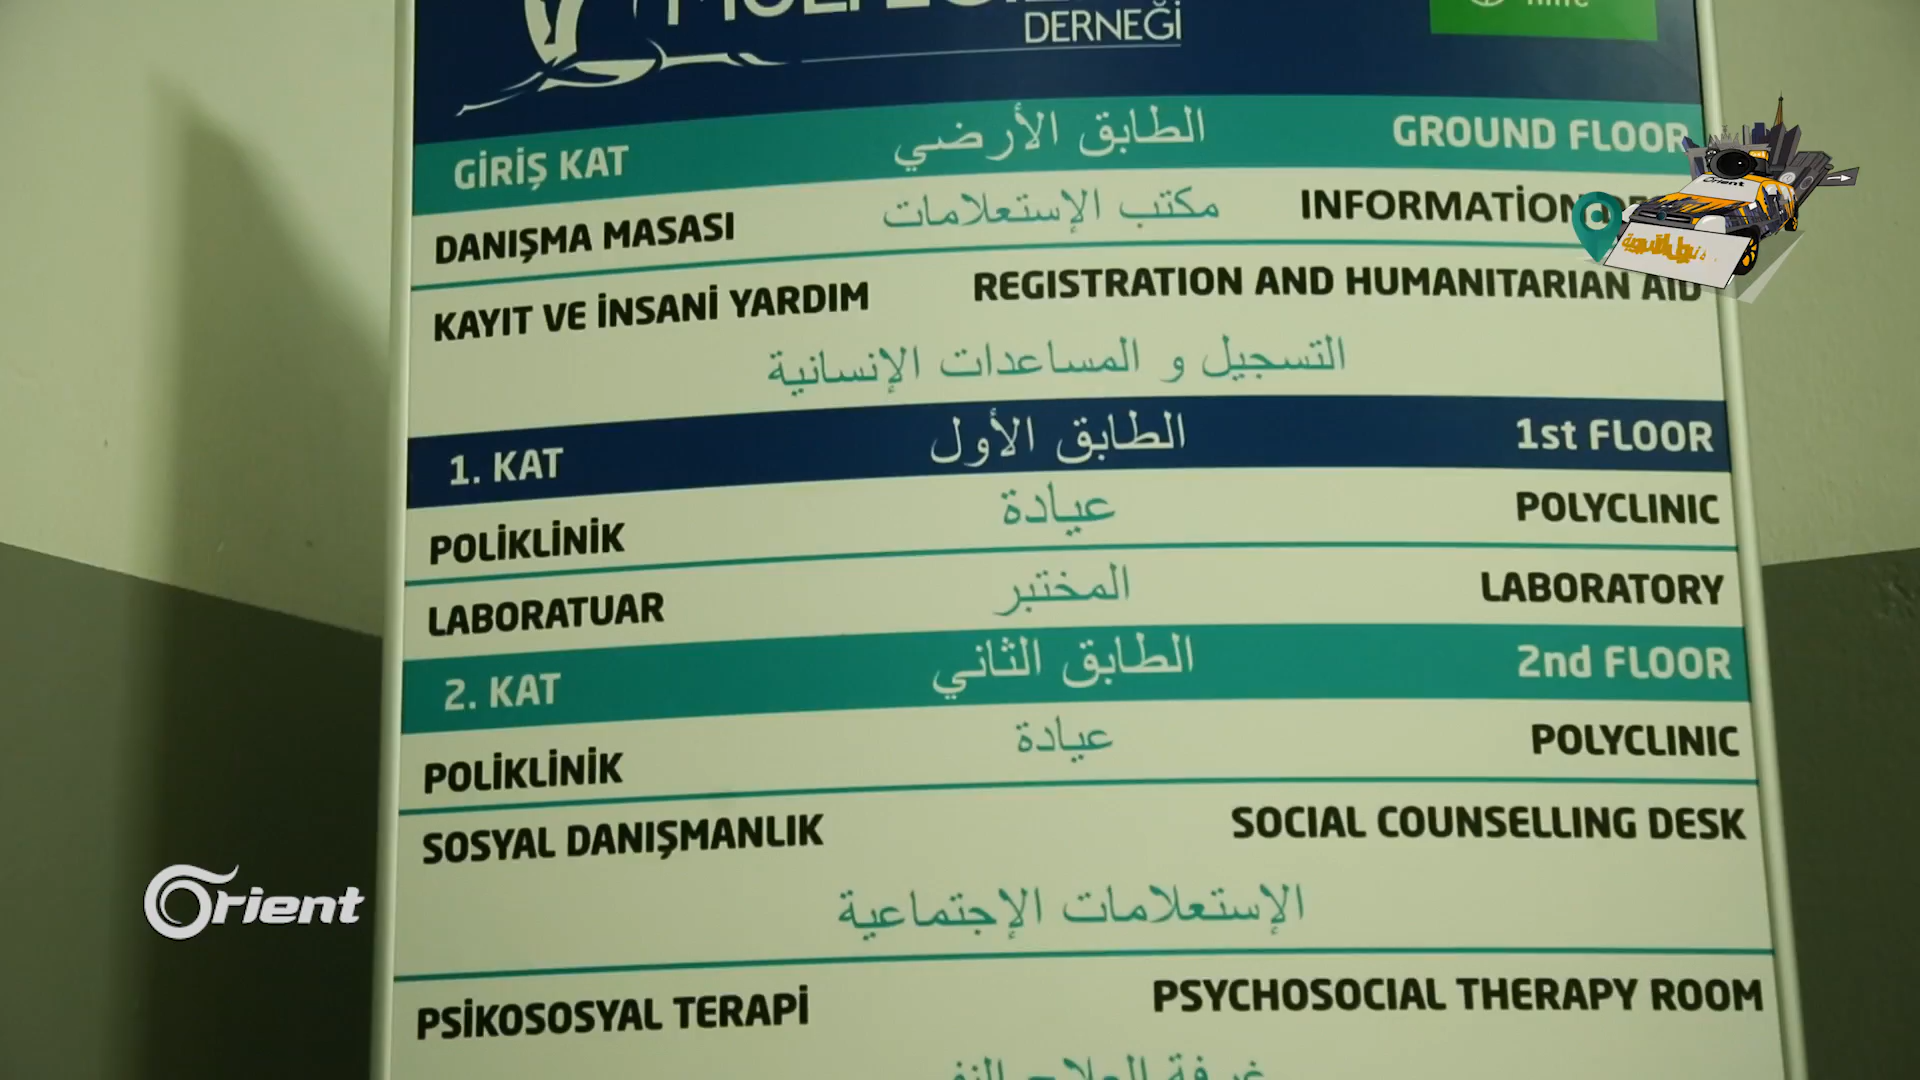 DERNEĞİ
GİRİŞ KAT الطابق الأرضي GROUND FLOOR
DANIŞMA MASASI مكتب الإستعلامات INFORMATİON
KAYIT VE İNSANİ YARDIM REGISTRATION AND HUMANITARIAN AID
التسجيل و المساعدات الإنسانية
1. KAT الطابق الأول 1st FLOOR
POLİKLİNİK عيادة POLYCLINIC
LABORATUAR المختبر LABORATORY
2. KAT الطابق الثاني 2nd FLOOR
POLİKLİNİK عيادة POLYCLINIC
SOSYAL DANIŞMANLIK SOCIAL COUNSELLING DESK
الإستعلامات الإجتماعية
PSİKOSOSYAL TERAPİ PSYCHOSOCIAL THERAPY ROOM
Orient
Orient